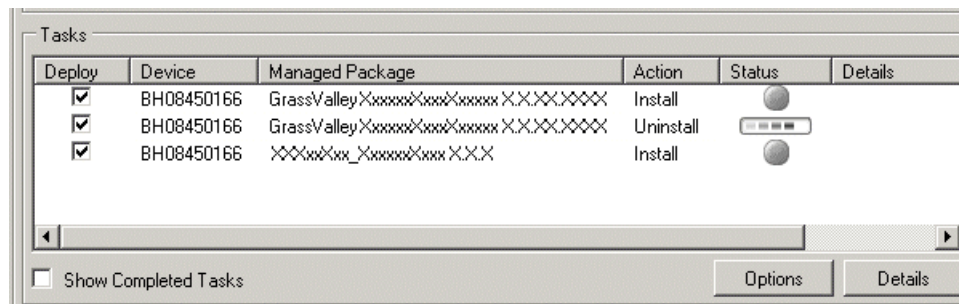 Tasks
Deploy Device Managed Package Action Status Details
BH08450166 GrassValleyXxxxxxXxxxXxxxxx X.X.XX.XXXX Install
BH08450166 GrassValleyXxxxxxXxxxXxxxxx X.X.XX.XXXX Uninstall
BH08450166 XXXxxXxx_XxxxxxXxxx X.X.X Install
Show Completed Tasks Options Details